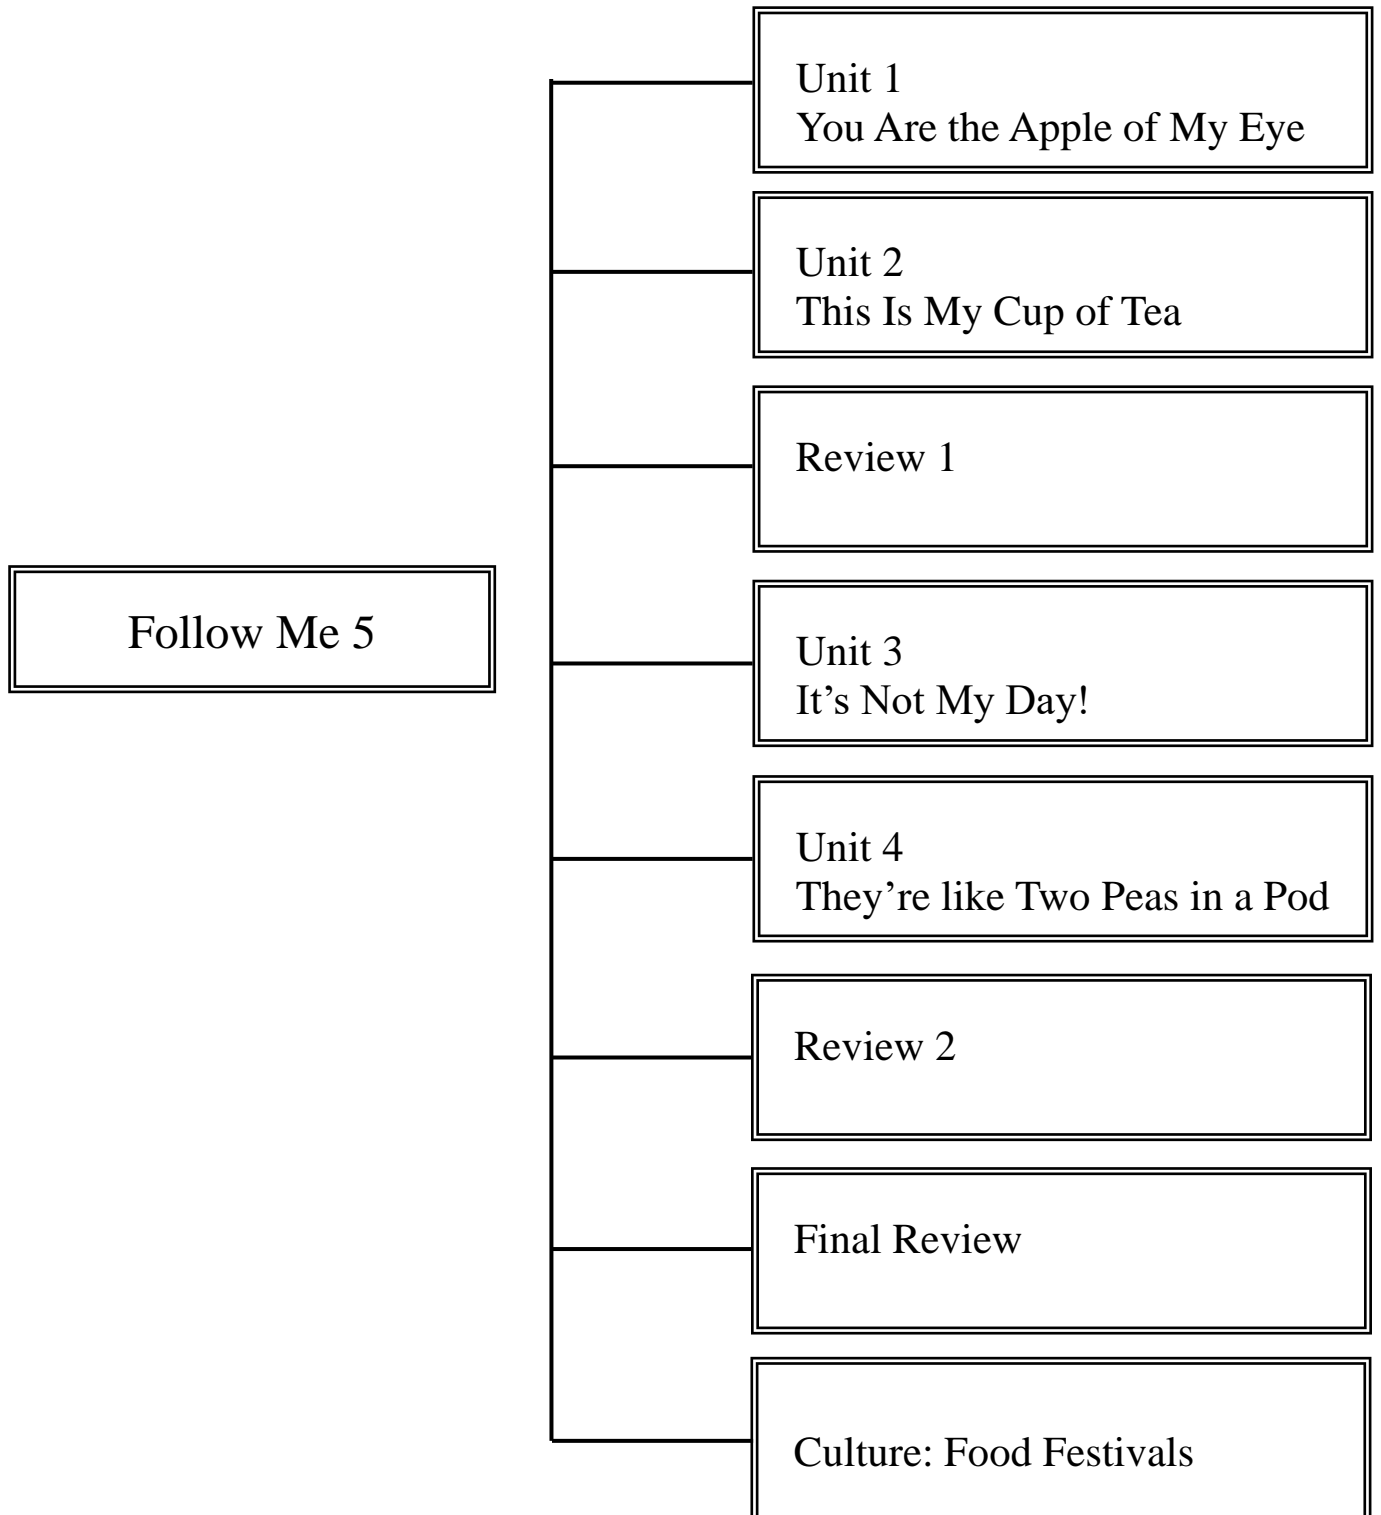 Follow Me 5
Unit 1
You Are the Apple of My Eye
Unit 2
This Is My Cup of Tea
Review 1
Unit 3
It’s Not My Day!
Unit 4
They’re like Two Peas in a Pod
Review 2
Final Review
Culture: Food Festivals